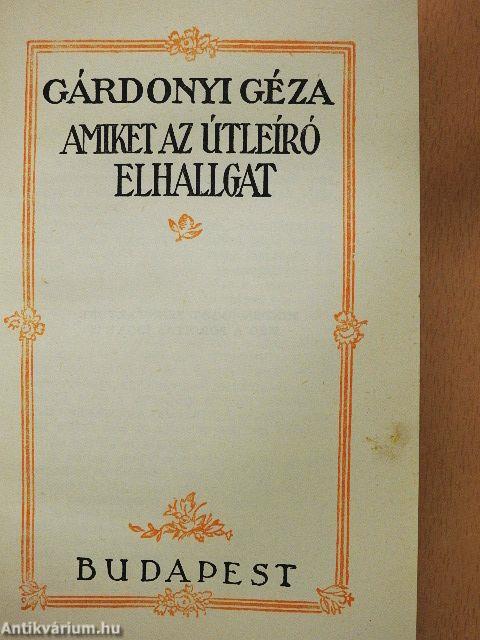 GÁRDONYI GÉZA
AMIKET AZ ÚTLEÍRÓ
ELHALLGAT
BUDAPEST
Antikvárium.hu